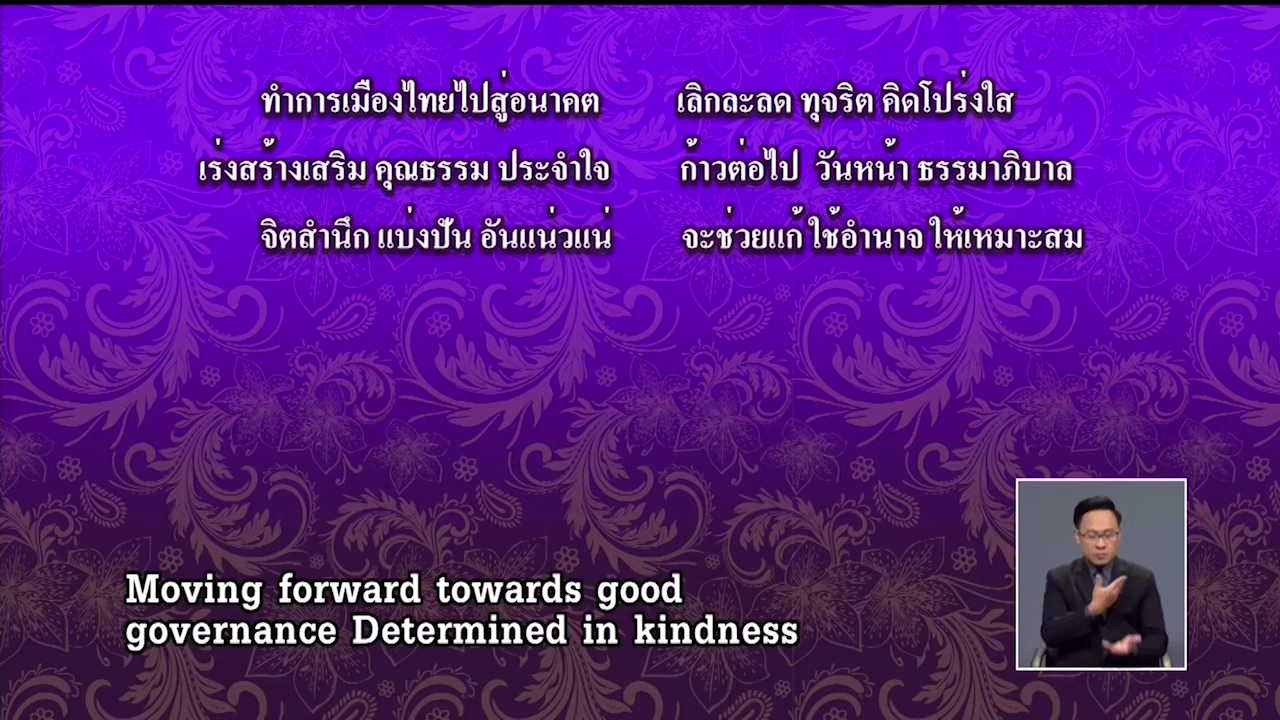 ทำการเมืองไทยไปสู่อนาคต เลิกละลด ทุจริต คิดโปร่งใส
เร่งสร้างเสริม คุณธรรม ประจำใจ ก้าวต่อไป วันหน้า ธรรมาภิบาล
จิตสำนึก แบ่งปัน อันแน่วแน่ จะช่วยแก้ ใช้อำนาจ ให้เหมาะสม
Moving forward towards good
governance Determined in kindness